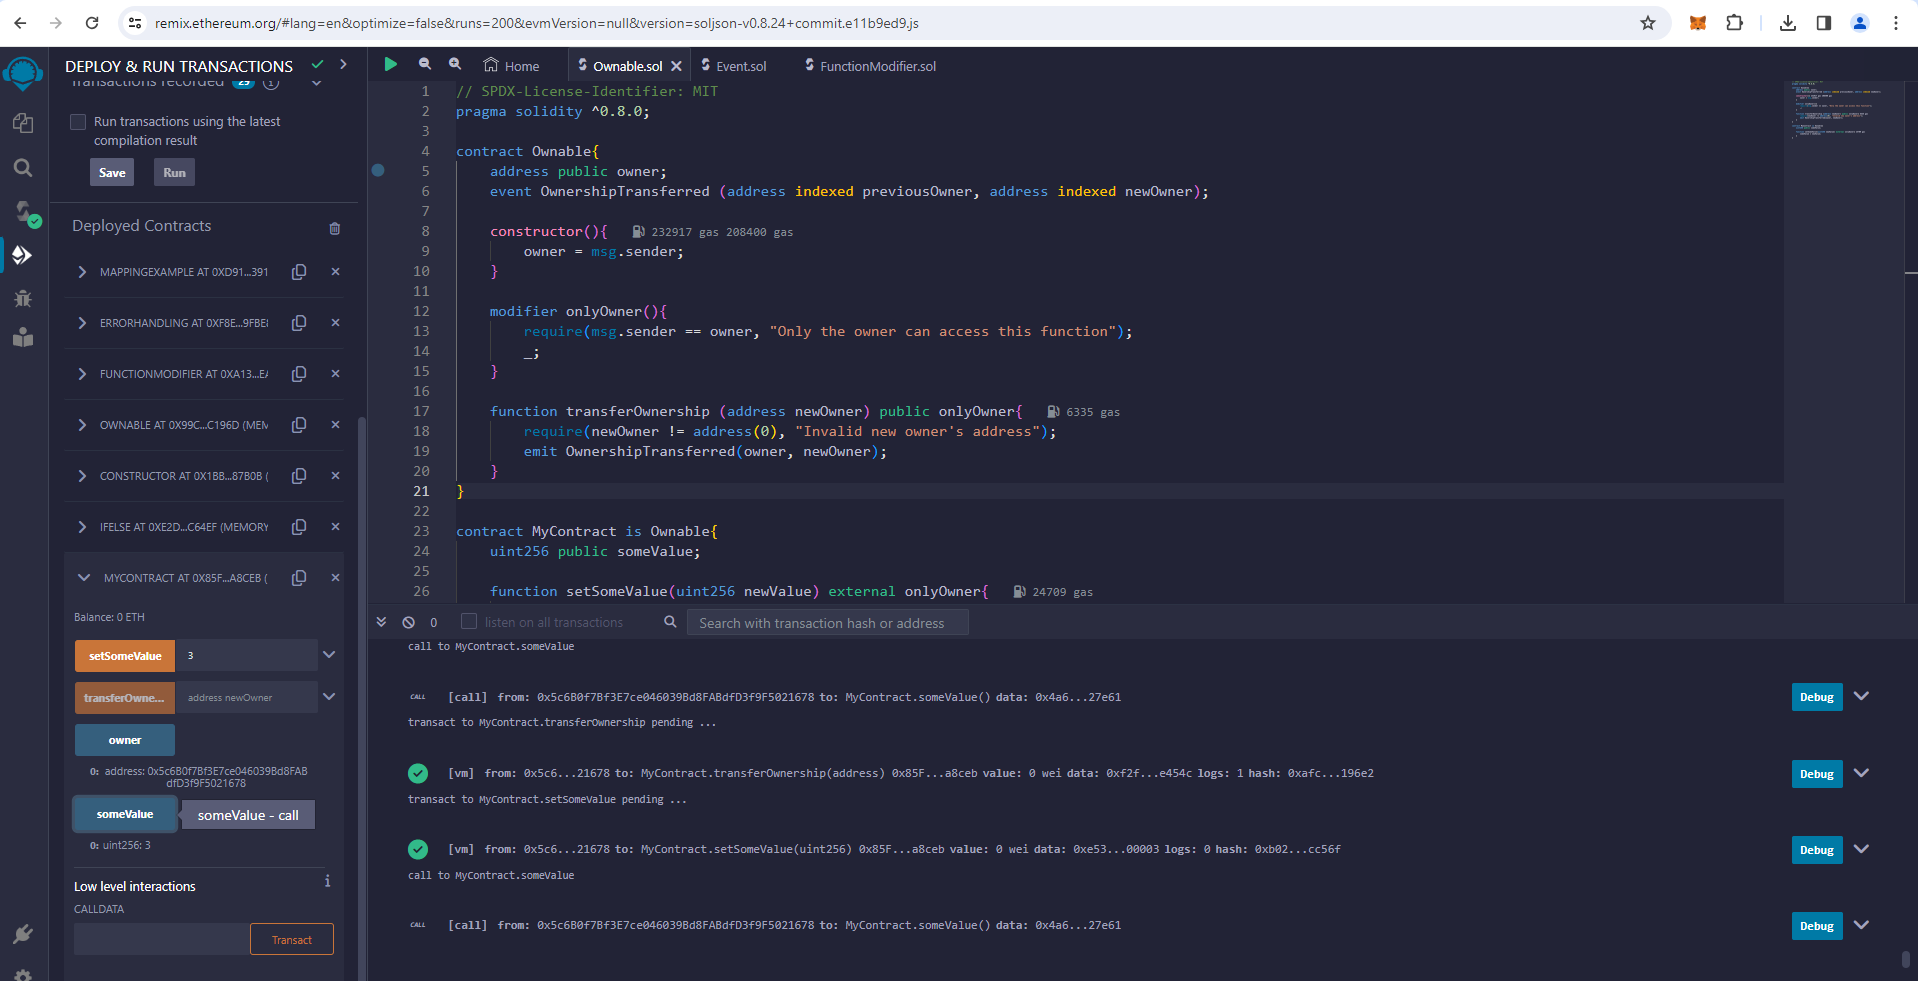 remix.ethereum.org/#lang=en&optimize=false&runs=200&evmVersion=null&version=soljson-v0.8.24+commit.e11b9ed9.js
DEPLOY & RUN TRANSACTIONS
Transactions recorded 29 i
Run transactions using the latest
compilation result
Save Run
Deployed Contracts
MAPPINGEXAMPLE AT 0XD91...391
ERRORHANDLING AT 0XF8E...9FBE8
FUNCTIONMODIFIER AT 0XA13...EA
OWNABLE AT 0X99C...C196D (MEM
CONSTRUCTOR AT 0X1BB...87B0B (
IFELSE AT 0XE2D...C64EF (MEMORY
MYCONTRACT AT 0X85F...A8CEB (
Balance: 0 ETH
setSomeValue 3
transferOwne... address newOwner
owner
0: address: 0x5c6B0f7Bf3E7ce046039Bd8FAB
dfD3f9F5021678
someValue someValue - call
0: uint256: 3
Low level interactions i
CALLDATA
Transact
Home Ownable.sol Event.sol FunctionModifier.sol
1 // SPDX-License-Identifier: MIT
2 pragma solidity ^0.8.0;
3
4 contract Ownable{
5 address public owner;
6 event OwnershipTransferred (address indexed previousOwner, address indexed newOwner);
7
8 constructor(){ 232917 gas 208400 gas
9 owner = msg.sender;
10 }
11
12 modifier onlyOwner(){
13 require(msg.sender == owner, "Only the owner can access this function");
14 _;
15 }
16
17 function transferOwnership (address newOwner) public onlyOwner{ 6335 gas
18 require(newOwner != address(0), "Invalid new owner's address");
19 emit OwnershipTransferred(owner, newOwner);
20 }
21 }
22
23 contract MyContract is Ownable{
24 uint256 public someValue;
25
26 function setSomeValue(uint256 newValue) external onlyOwner{ 24709 gas
0 listen on all transactions Search with transaction hash or address
call to MyContract.someValue
CALL [call] from: 0x5c6B0f7Bf3E7ce046039Bd8FABdfD3f9F5021678 to: MyContract.someValue() data: 0x4a6...27e61 Debug
transact to MyContract.transferOwnership pending ...
[vm] from: 0x5c6...21678 to: MyContract.transferOwnership(address) 0x85F...a8ceb value: 0 wei data: 0xf2f...e454c logs: 1 hash: 0xafc...196e2 Debug
transact to MyContract.setSomeValue pending ...
[vm] from: 0x5c6...21678 to: MyContract.setSomeValue(uint256) 0x85F...a8ceb value: 0 wei data: 0xe53...00003 logs: 0 hash: 0xb02...cc56f Debug
call to MyContract.someValue
CALL [call] from: 0x5c6B0f7Bf3E7ce046039Bd8FABdfD3f9F5021678 to: MyContract.someValue() data: 0x4a6...27e61 Debug